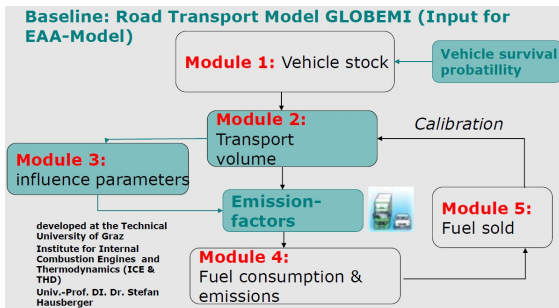 Baseline: Road Transport Model GLOBEMI (Input for
EAA-Model)
Module 1: Vehicle stock
Vehicle survival
probatillity
Module 2:
Transport
volume
Calibration
Module 3:
influence parameters
Emission-
factors
Module 5:
Fuel sold
developed at the Technical
University of Graz
Institute for Internal
Combustion Engines and
Thermodynamics (ICE &
THD)
Univ.-Prof. DI. Dr. Stefan
Hausberger
Module 4:
Fuel consumption &
emissions